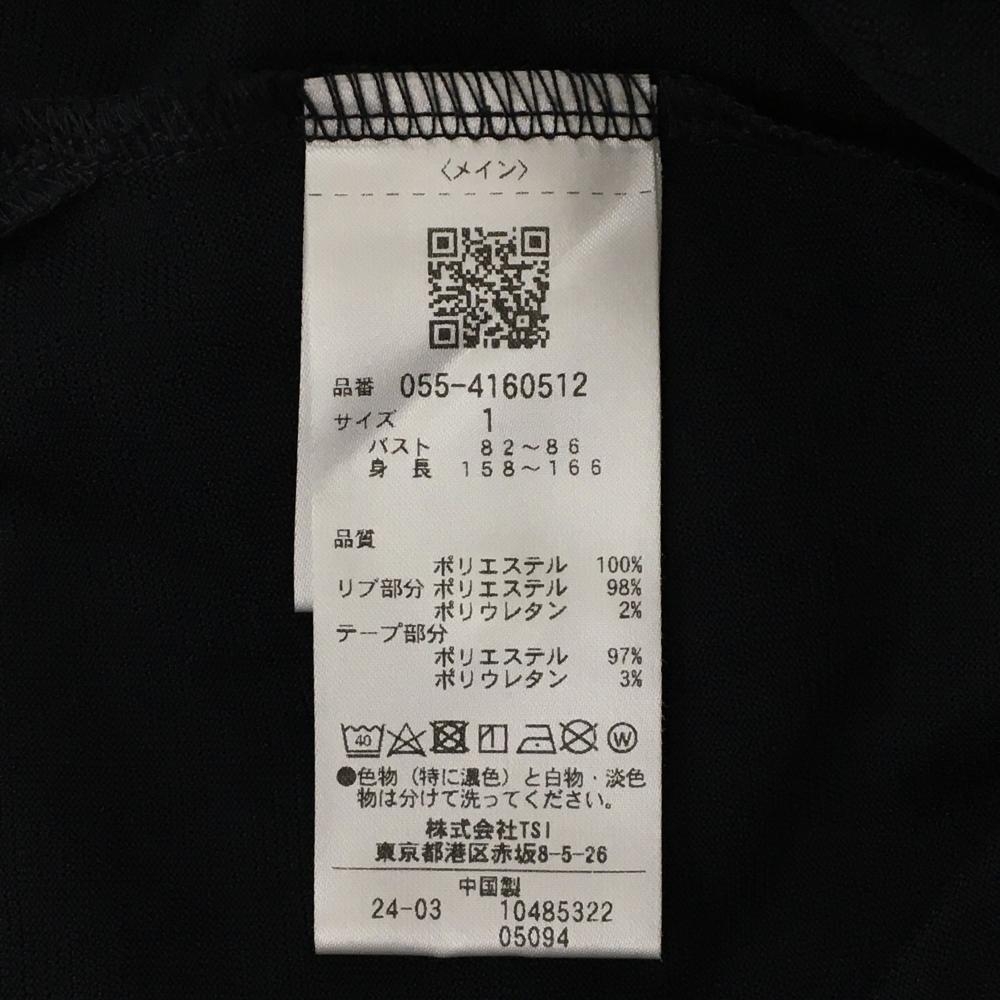 〈メイン〉
品番 055-4160512
サイズ 1
バスト 82～86
身長 158～166
品質
ポリエステル 100%
リブ部分 ポリエステル 98%
ポリウレタン 2%
テープ部分
ポリエステル 97%
ポリウレタン 3%
40 W
●色物（特に濃色）と白物・淡色
物は分けて洗ってください。
株式会社TSI
東京都港区赤坂8-5-26
中国製
24-03 10485322
05094